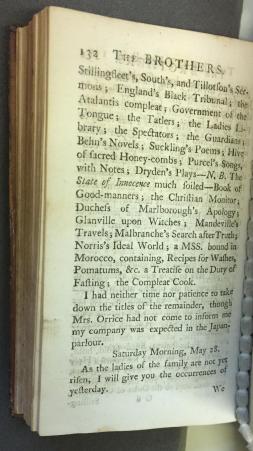 132 THE BROTHERS.
Stillingfleet's, South's, and Tillotson's Ser-
mons; England's Black Tribunal; the
Atalantis compleat; Government of the
Tongue; the Tatlers; the Ladies Li-
brary; the Spectators; the Guardians;
Behn's Novels; Suckling's Poems; Hive
of sacred Honey-combs; Purcel's Songs,
with Notes; Dryden's Plays—N. B. The
State of Innocence much soiled—Book of
Good-manners; the Christian Monitor;
Duchess of Marlborough's Apology;
Glanville upon Witches; Mandeville's
Travels; Malbranche's Search after Truth;
Norris's Ideal World; a MSS. bound in
Morocco, containing, Recipes for Washes,
Pomatums, &c. a Treatise on the Duty of
Fasting; the Compleat Cook.
I had neither time nor patience to take
down the titles of the remainder, though
Mrs. Orrice had not come to inform me
my company was expected in the Japan-
parlour.
Saturday Morning, May 28.
As the ladies of the family are not yet
risen, I will give you the occurrences of
yesterday.
We